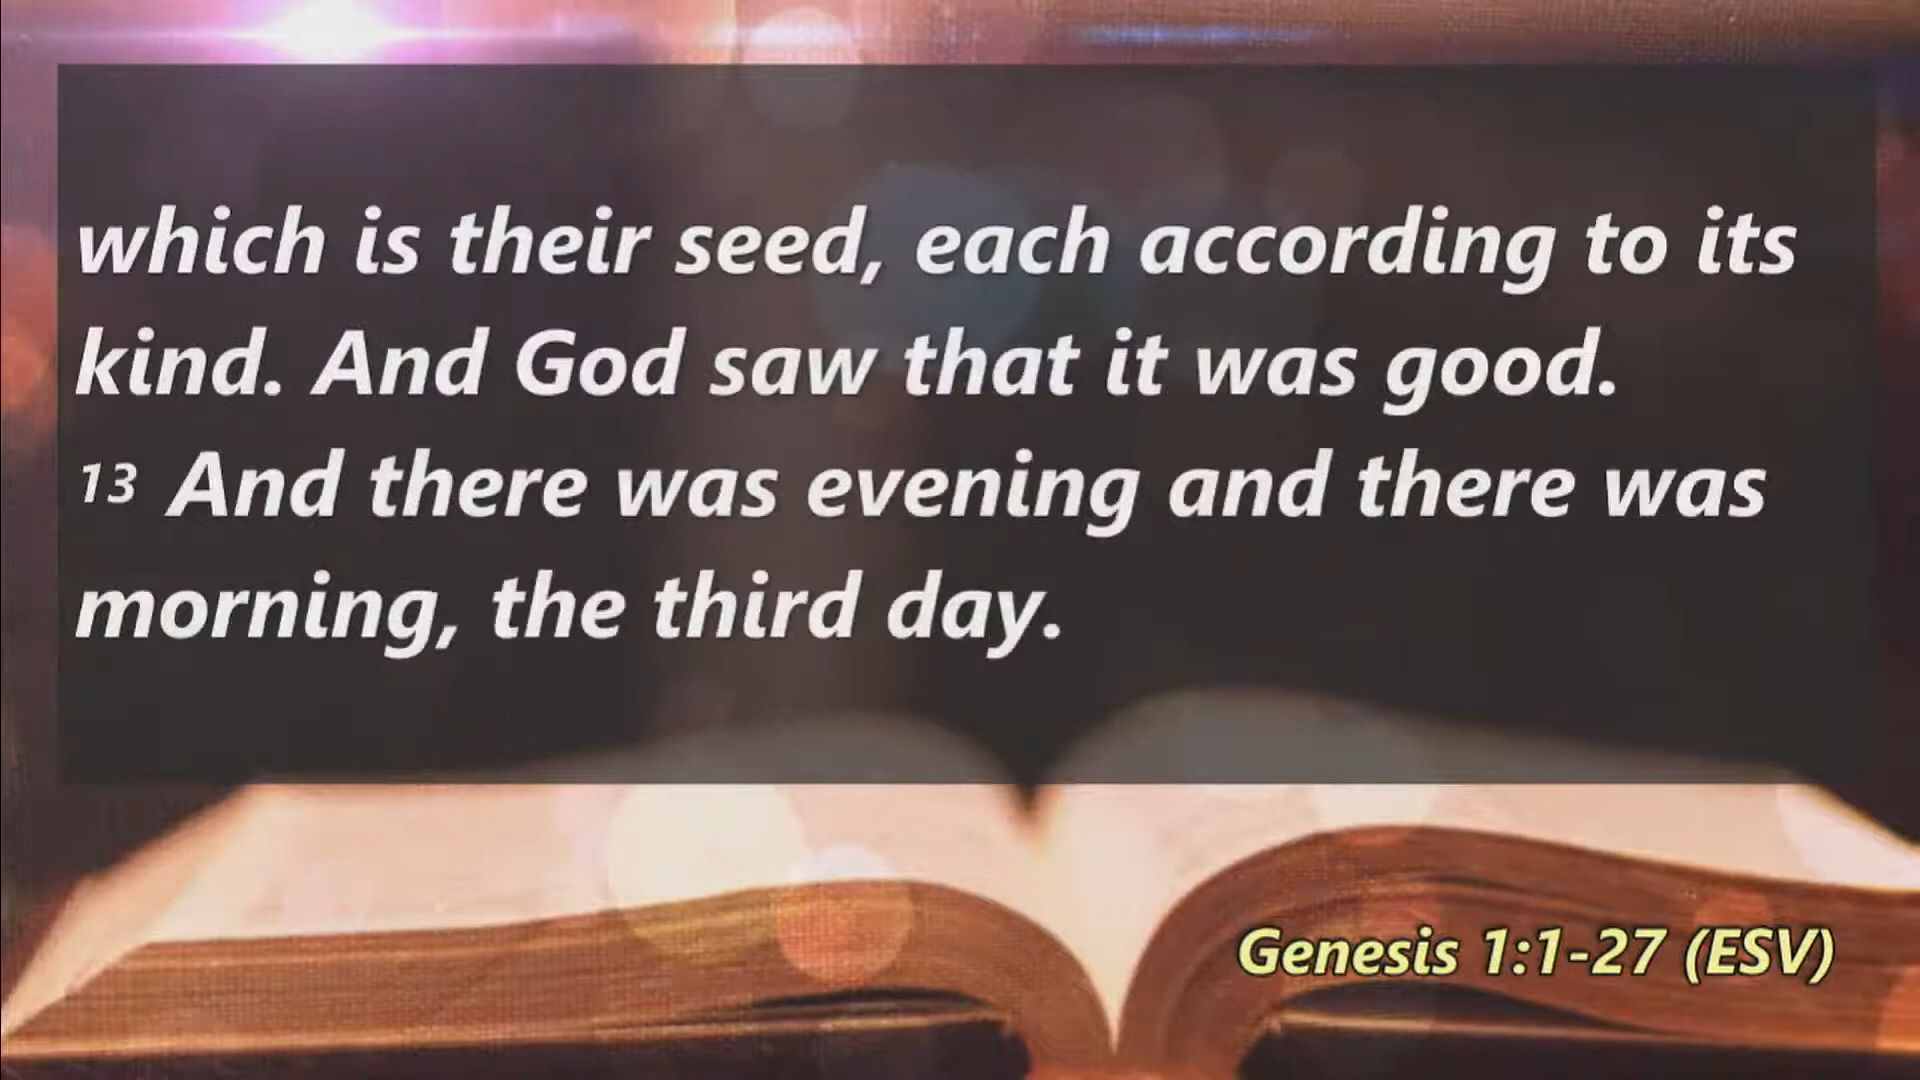 which is their seed, each according to its
kind. And God saw that it was good.
13 And there was evening and there was
morning, the third day.
Genesis 1:1-27 (ESV)